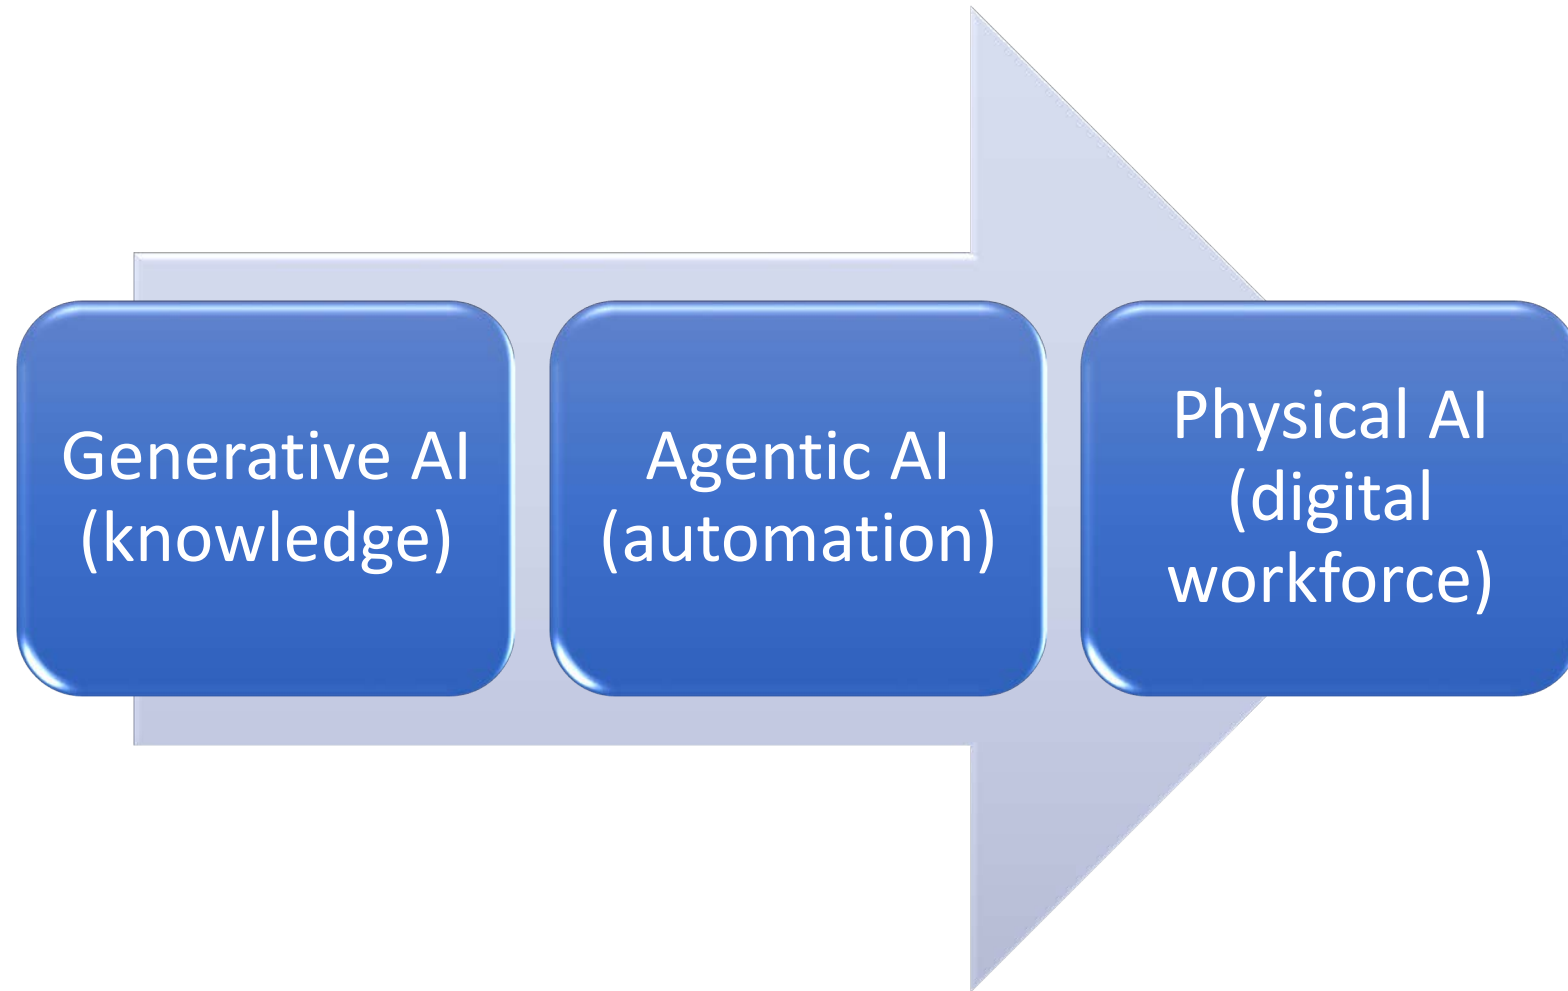 Generative AI
(knowledge)
Agentic AI
(automation)
Physical AI
(digital
workforce)